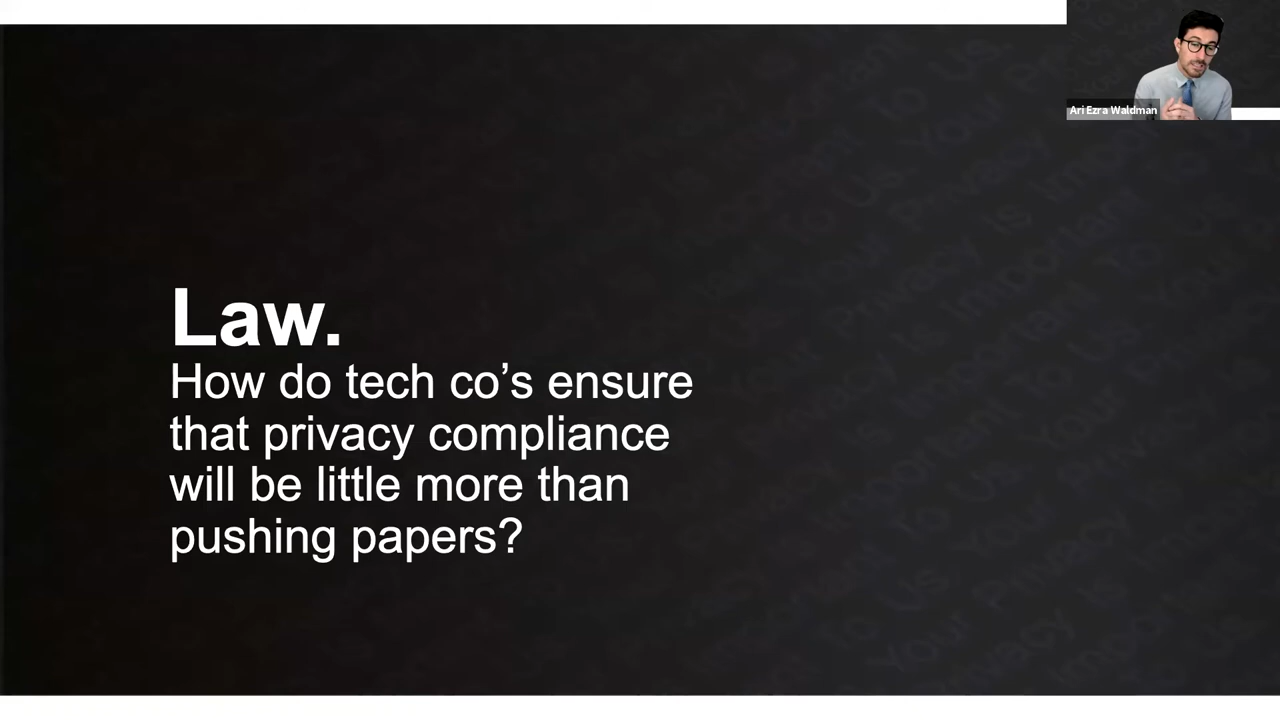 Ari Ezra Waldman
Law.
How do tech co’s ensure
that privacy compliance
will be little more than
pushing papers?